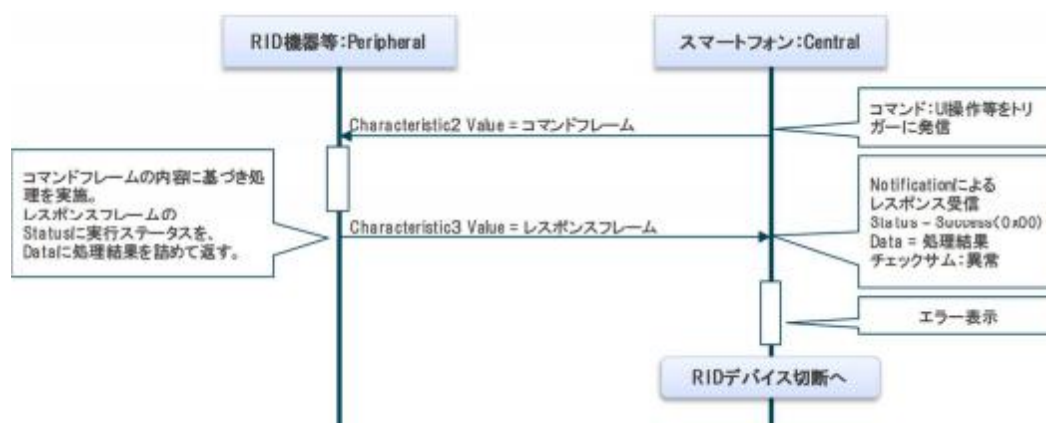 RID機器等:Peripheral
スマートフォン:Central
コマンド:UI操作等をトリ
ガーに発信
Characteristic2 Value = コマンドフレーム
コマンドフレームの内容に基づき処
理を実施。
レスポンスフレームの
Statusに実行ステータスを、
Dataに処理結果を詰めて返す。
Notificationによる
レスポンス受信
Status = Success(0x00)
Data = 処理結果
チェックサム:異常
Characteristic3 Value = レスポンスフレーム
エラー表示
RIDデバイス切断へ